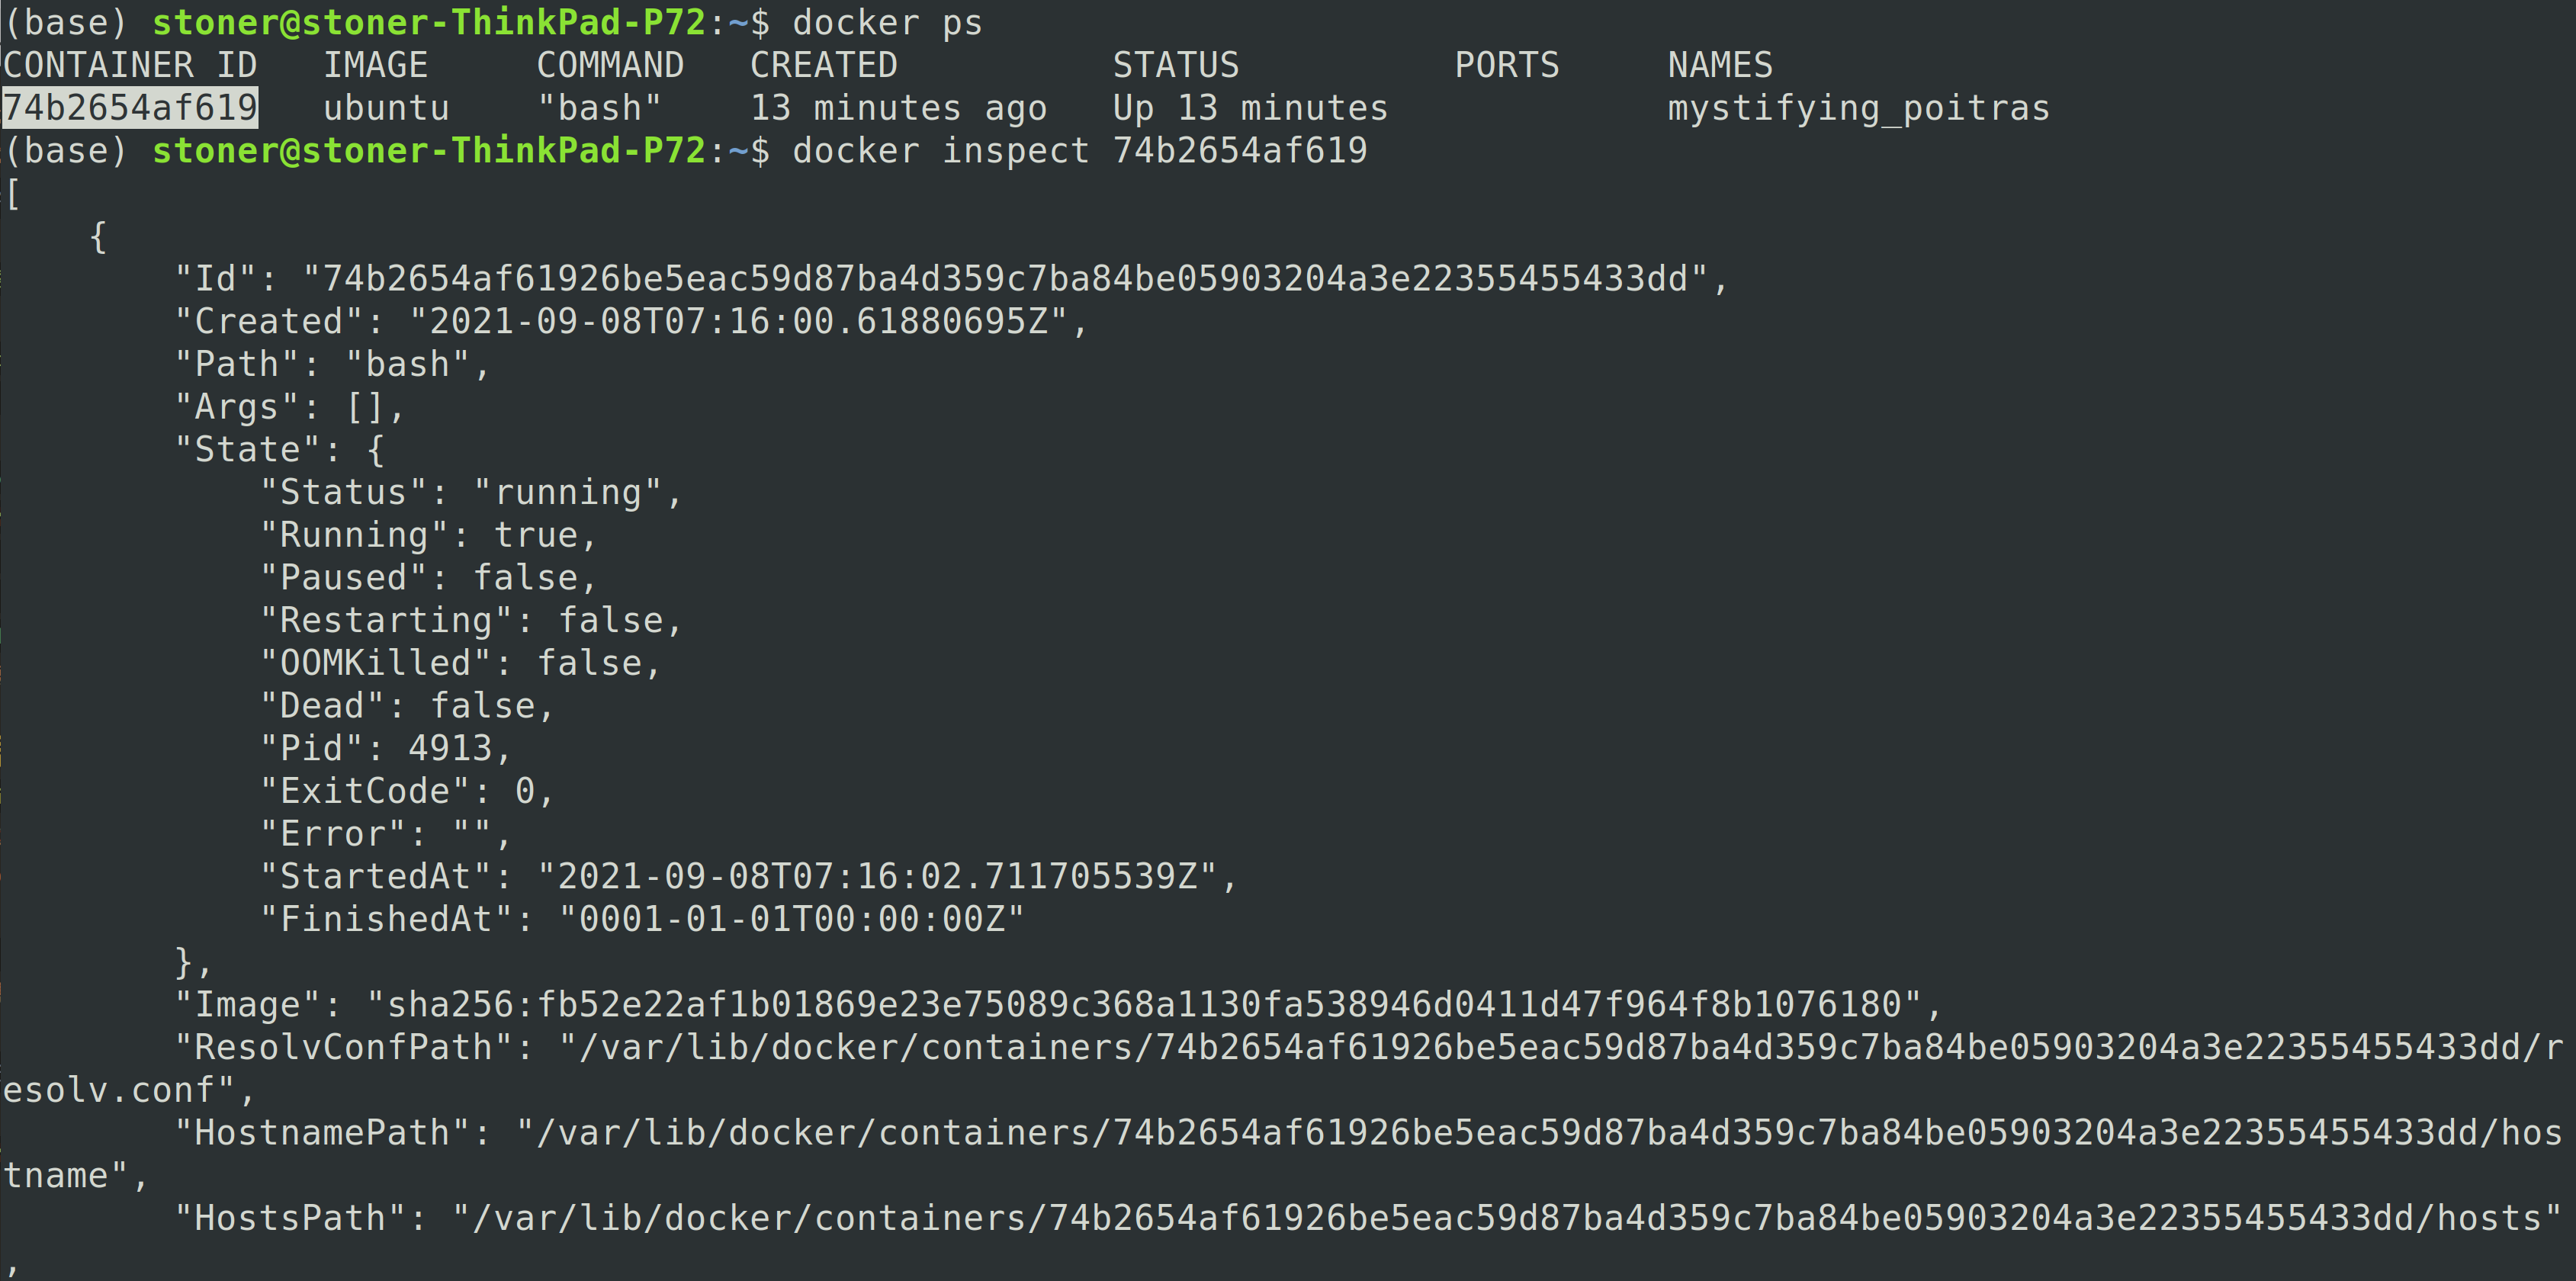 (base) stoner@stoner-ThinkPad-P72:~$ docker ps
CONTAINER ID   IMAGE     COMMAND   CREATED          STATUS          PORTS     NAMES
74b2654af619   ubuntu    "bash"    13 minutes ago   Up 13 minutes             mystifying_poitras
(base) stoner@stoner-ThinkPad-P72:~$ docker inspect 74b2654af619
[
    {
        "Id": "74b2654af61926be5eac59d87ba4d359c7ba84be05903204a3e22355455433dd",
        "Created": "2021-09-08T07:16:00.61880695Z",
        "Path": "bash",
        "Args": [],
        "State": {
            "Status": "running",
            "Running": true,
            "Paused": false,
            "Restarting": false,
            "OOMKilled": false,
            "Dead": false,
            "Pid": 4913,
            "ExitCode": 0,
            "Error": "",
            "StartedAt": "2021-09-08T07:16:02.711705539Z",
            "FinishedAt": "0001-01-01T00:00:00Z"
        },
        "Image": "sha256:fb52e22af1b01869e23e75089c368a1130fa538946d0411d47f964f8b1076180",
        "ResolvConfPath": "/var/lib/docker/containers/74b2654af61926be5eac59d87ba4d359c7ba84be05903204a3e22355455433dd/r
esolv.conf",
        "HostnamePath": "/var/lib/docker/containers/74b2654af61926be5eac59d87ba4d359c7ba84be05903204a3e22355455433dd/hos
tname",
        "HostsPath": "/var/lib/docker/containers/74b2654af61926be5eac59d87ba4d359c7ba84be05903204a3e22355455433dd/hosts"
,